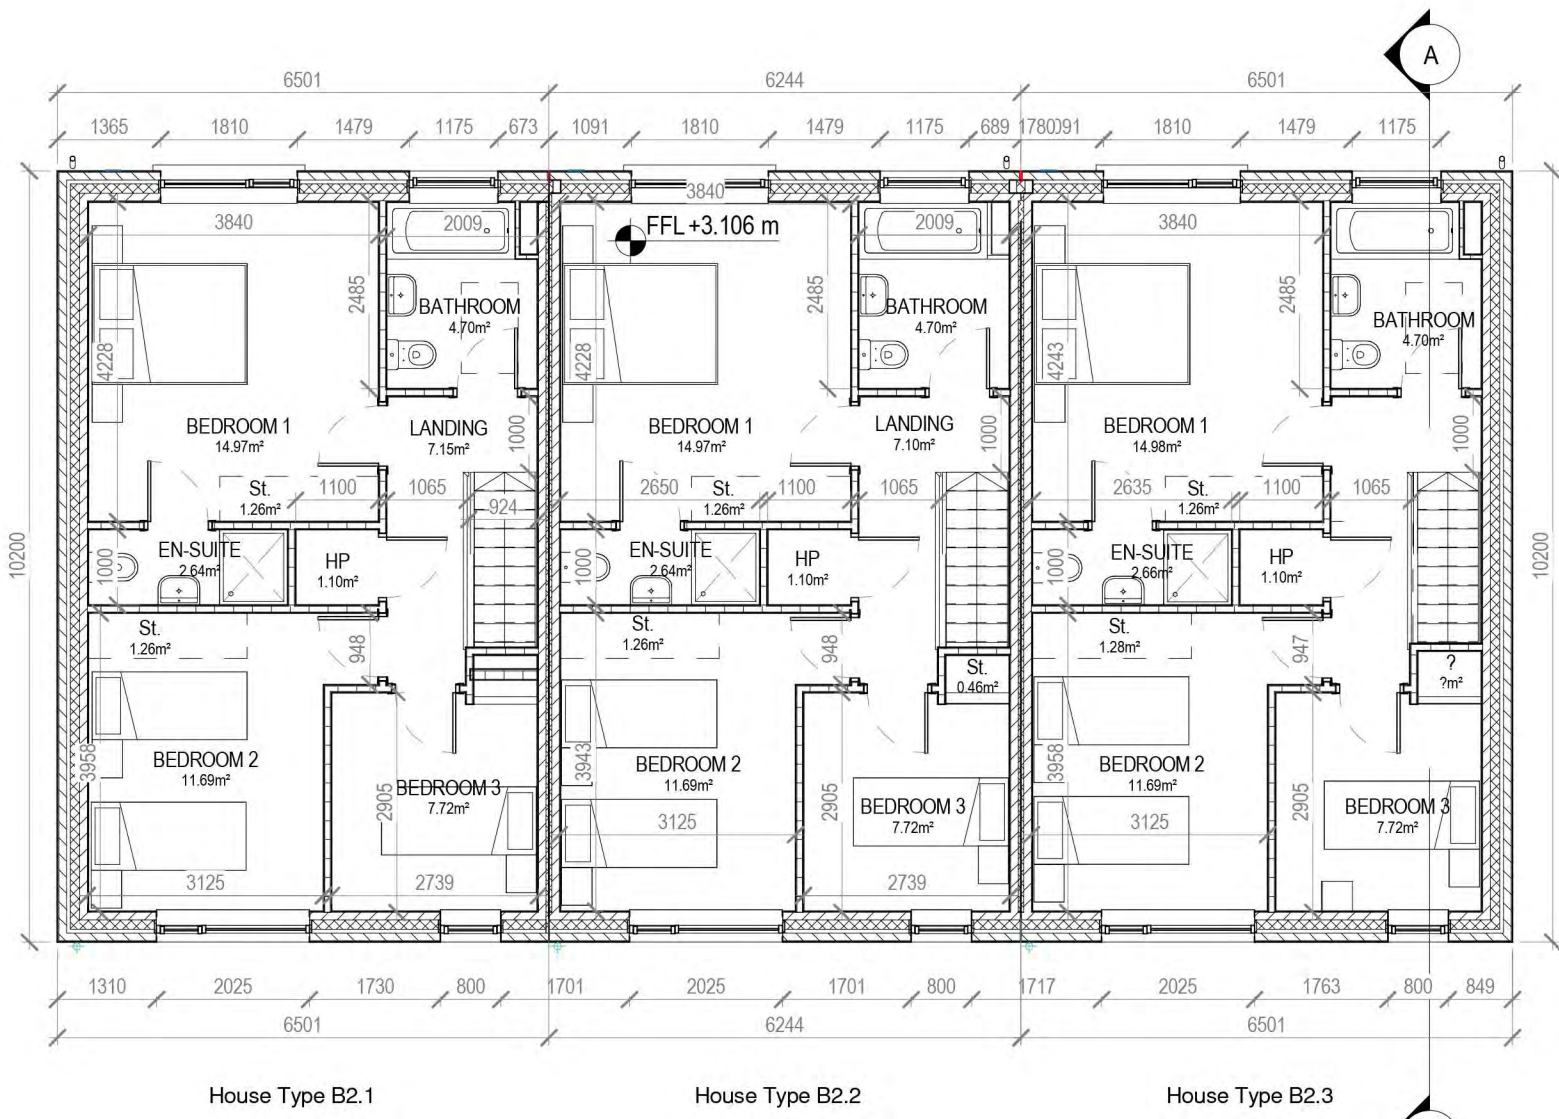 A
6501 6244 6501
1365 1810 1479 1175 673 1091 1810 1479 1175 689 1780 1810 1479 1175
3840 2009 3840 2009 3840
FFL +3.106 m
2485 2485 2485
BATHROOM BATHROOM BATHROOM
4.70m² 4.70m² 4.70m²
4228 4228 4243
BEDROOM 1 LANDING BEDROOM 1 LANDING BEDROOM 1
14.97m² 7.15m² 14.97m² 7.10m² 14.98m²
1000 1000 1000
St. St. St.
1.26m² 1.26m² 1.26m²
1100 1065 924 2650 1100 1065 2635 1100 1065
10200 10200
EN-SUITE HP EN-SUITE HP EN-SUITE HP
2.64m² 1.10m² 2.64m² 1.10m² 2.66m² 1.10m²
1000 1000 1000
St. St. St.
1.26m² 1.26m² 1.28m²
948 948 947
St. ?
0.46m² ?m²
3958 3943 3958
BEDROOM 2 BEDROOM 2 BEDROOM 2
11.69m² 11.69m² 11.69m²
BEDROOM 3 BEDROOM 3 BEDROOM 3
7.72m² 7.72m² 7.72m²
2905 2905 2905
3125 3125
3125 2739 2739
1310 2025 1730 800 1701 2025 1701 800 1717 2025 1763 800 849
6501 6244 6501
House Type B2.1 House Type B2.2 House Type B2.3